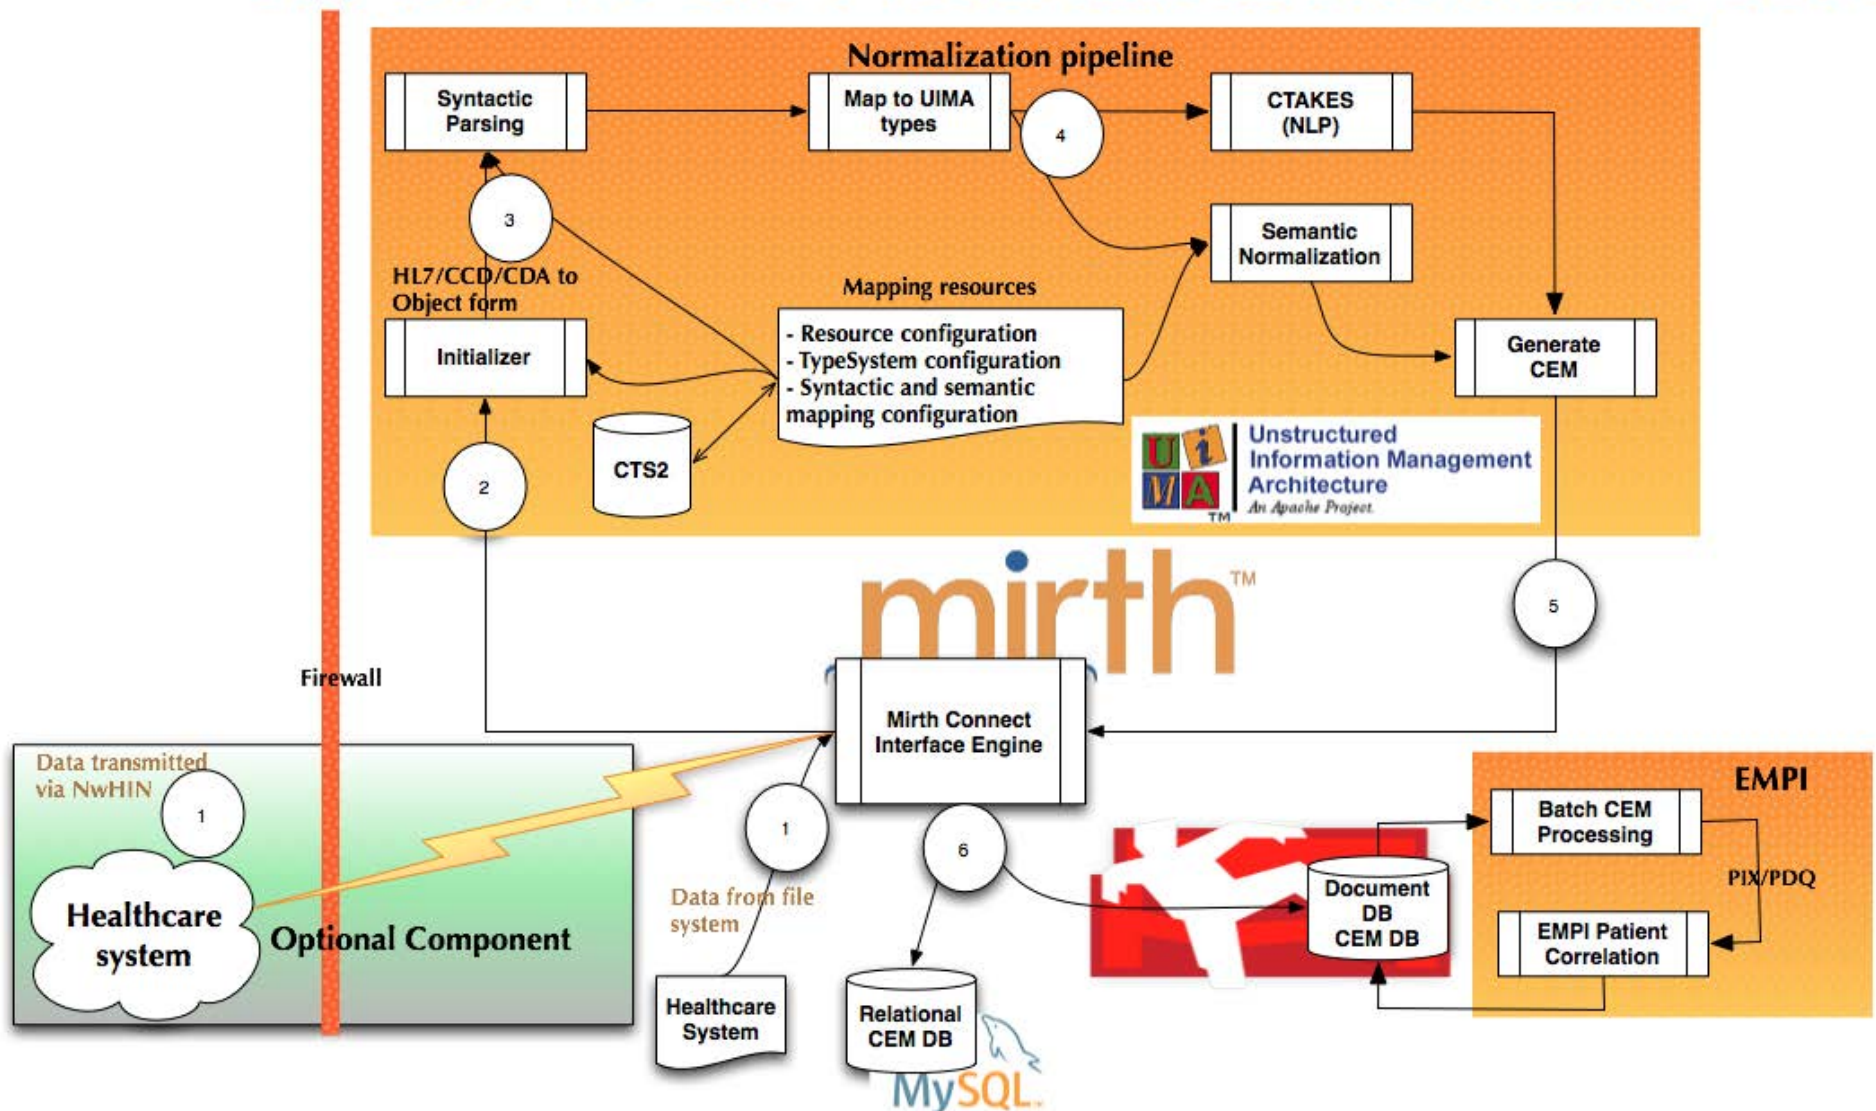 Normalization pipeline
Syntactic
Parsing
Map to UIMA
types
4
CTAKES
(NLP)
3
Semantic
Normalization
HL7/CCD/CDA to
Object form
Mapping resources
- Resource configuration
- TypeSystem configuration
- Syntactic and semantic
mapping configuration
Initializer
Generate
CEM
2
CTS2
UiMA
TM
Unstructured
Information Management
Architecture
An Apache Project.
mirth
TM
5
Firewall
Mirth Connect
Interface Engine
Data transmitted
via NwHIN
1
Healthcare
system
Optional Component
1
Data from file
system
Healthcare
System
6
Relational
CEM DB
MySQL
Document
DB
CEM DB
EMPI
Batch CEM
Processing
PIX/PDQ
EMPI Patient
Correlation